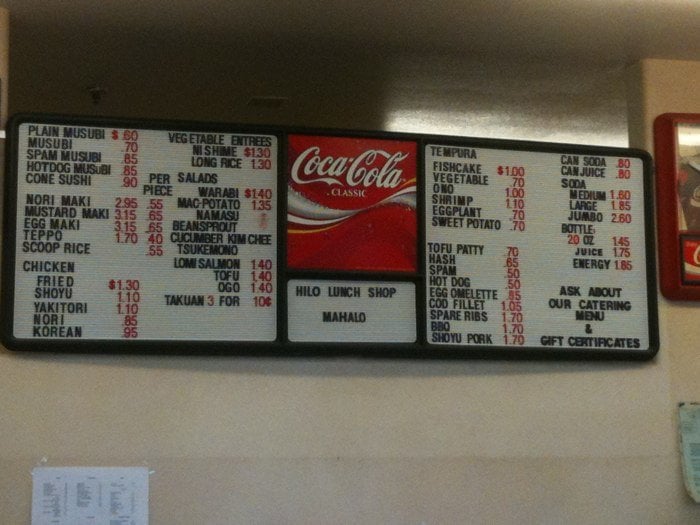 PLAIN MUSUBI $ .60
MUSUBI .70
SPAM MUSUBI .85
HOTDOG MUSUBI .85
CONE SUSHI .90
PER
PIECE
NORI MAKI 2.95 .55
MUSTARD MAKI 3.15 .65
EGG MAKI 3.15 .65
TEPPO 1.70 .40
SCOOP RICE .55
CHICKEN
FRIED $1.30
SHOYU 1.10
YAKITORI 1.10
NORI .85
KOREAN .95
VEGETABLE ENTREES
NISHIME $1.30
LONG RICE 1.30
SALADS
WARABI $1.40
MAC-POTATO 1.35
NAMASU
BEANSPROUT
CUCUMBER KIM CHEE
TSUKEMONO
LOMI SALMON 1.40
TOFU 1.40
OGO 1.40
TAKUAN 3 FOR 10¢
Coca-Cola
CLASSIC
HILO LUNCH SHOP
MAHALO
TEMPURA
FISHCAKE $1.00
VEGETABLE .70
ONO 1.00
SHRIMP 1.10
EGGPLANT .70
SWEET POTATO .70
TOFU PATTY .70
HASH .65
SPAM .50
HOT DOG .50
EGG OMELETTE .85
COD FILLET 1.05
SPARE RIBS 1.70
BBQ 1.70
SHOYU PORK 1.70
CAN SODA .80
CAN JUICE .80
SODA
MEDIUM 1.60
LARGE 1.85
JUMBO 2.60
BOTTLE:
20 OZ 1.45
JUICE 1.75
ENERGY 1.85
ASK ABOUT
OUR CATERING
MENU
&
GIFT CERTIFICATES